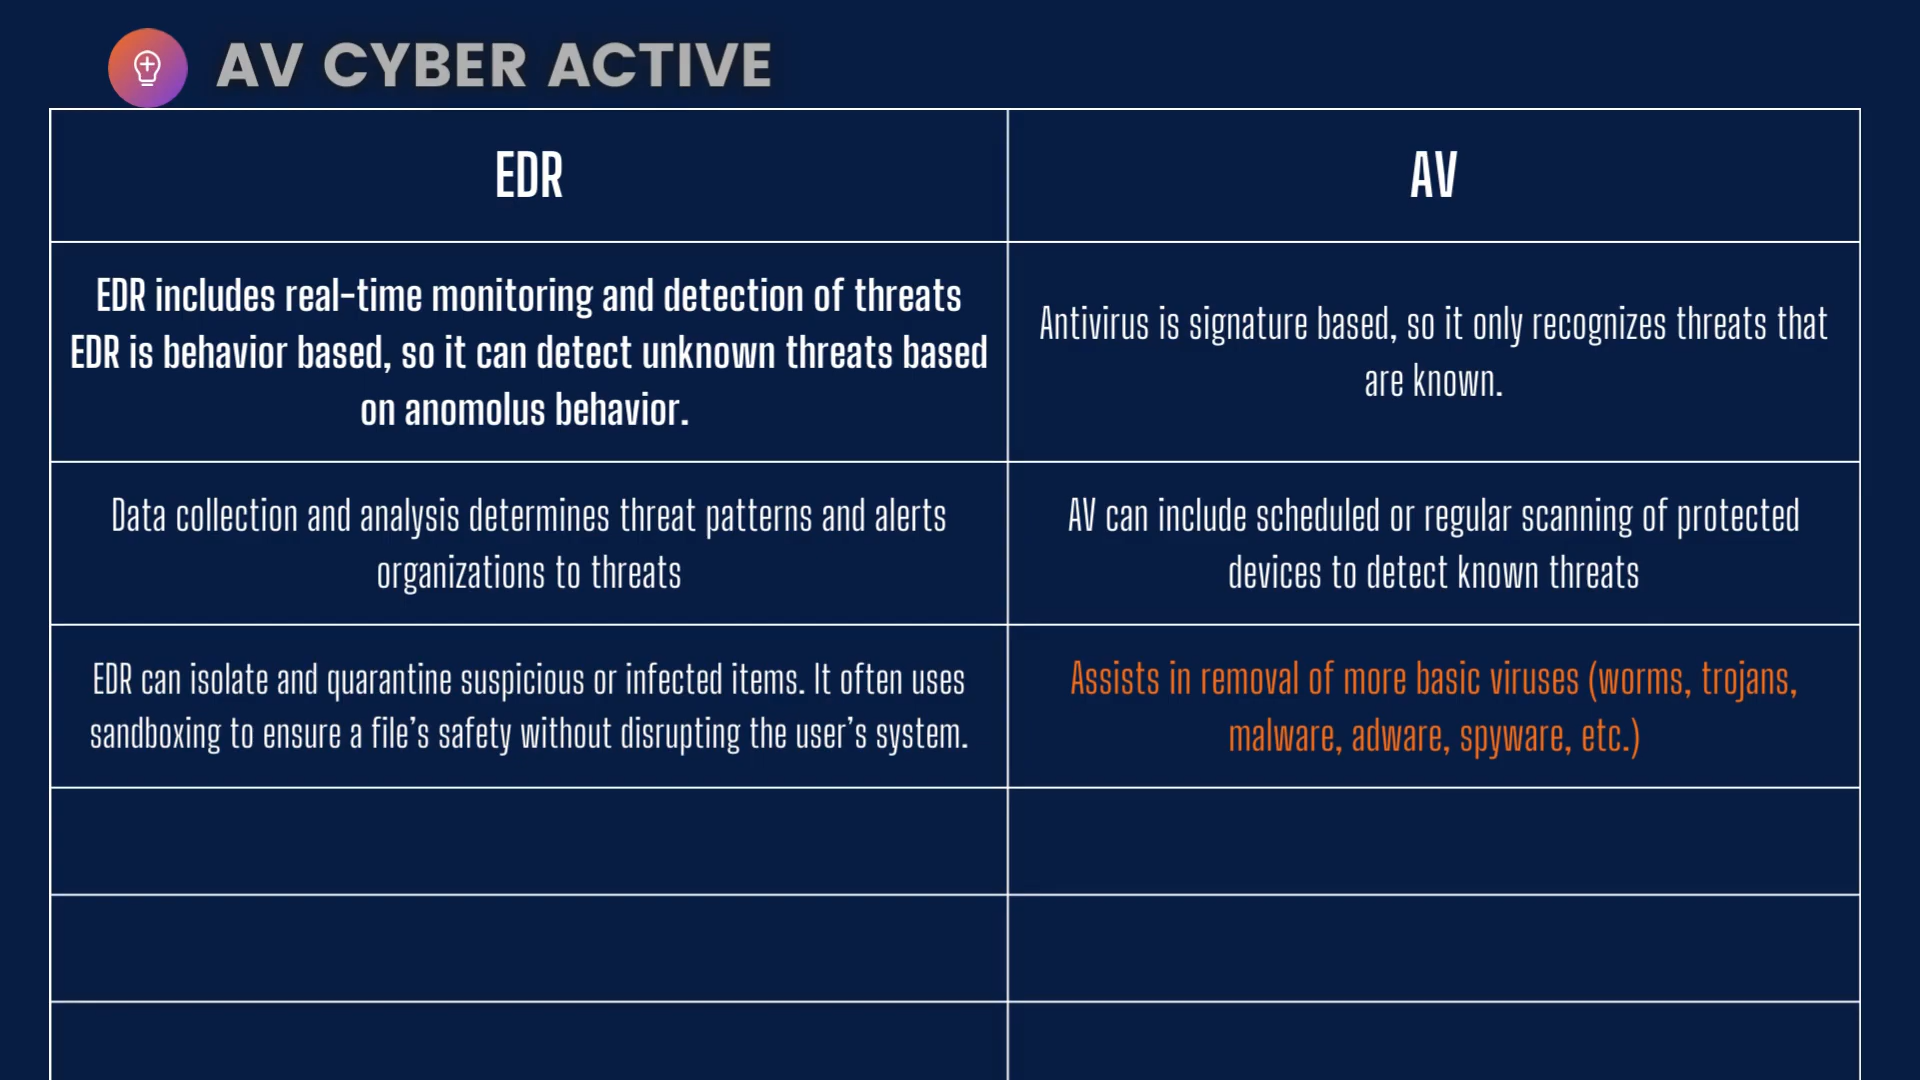 AV CYBER ACTIVE
EDR
AV
EDR includes real-time monitoring and detection of threats
EDR is behavior based, so it can detect unknown threats based
on anomolus behavior.
Antivirus is signature based, so it only recognizes threats that
are known.
Data collection and analysis determines threat patterns and alerts
organizations to threats
AV can include scheduled or regular scanning of protected
devices to detect known threats
EDR can isolate and quarantine suspicious or infected items. It often uses
sandboxing to ensure a file’s safety without disrupting the user’s system.
Assists in removal of more basic viruses (worms, trojans,
malware, adware, spyware, etc.)